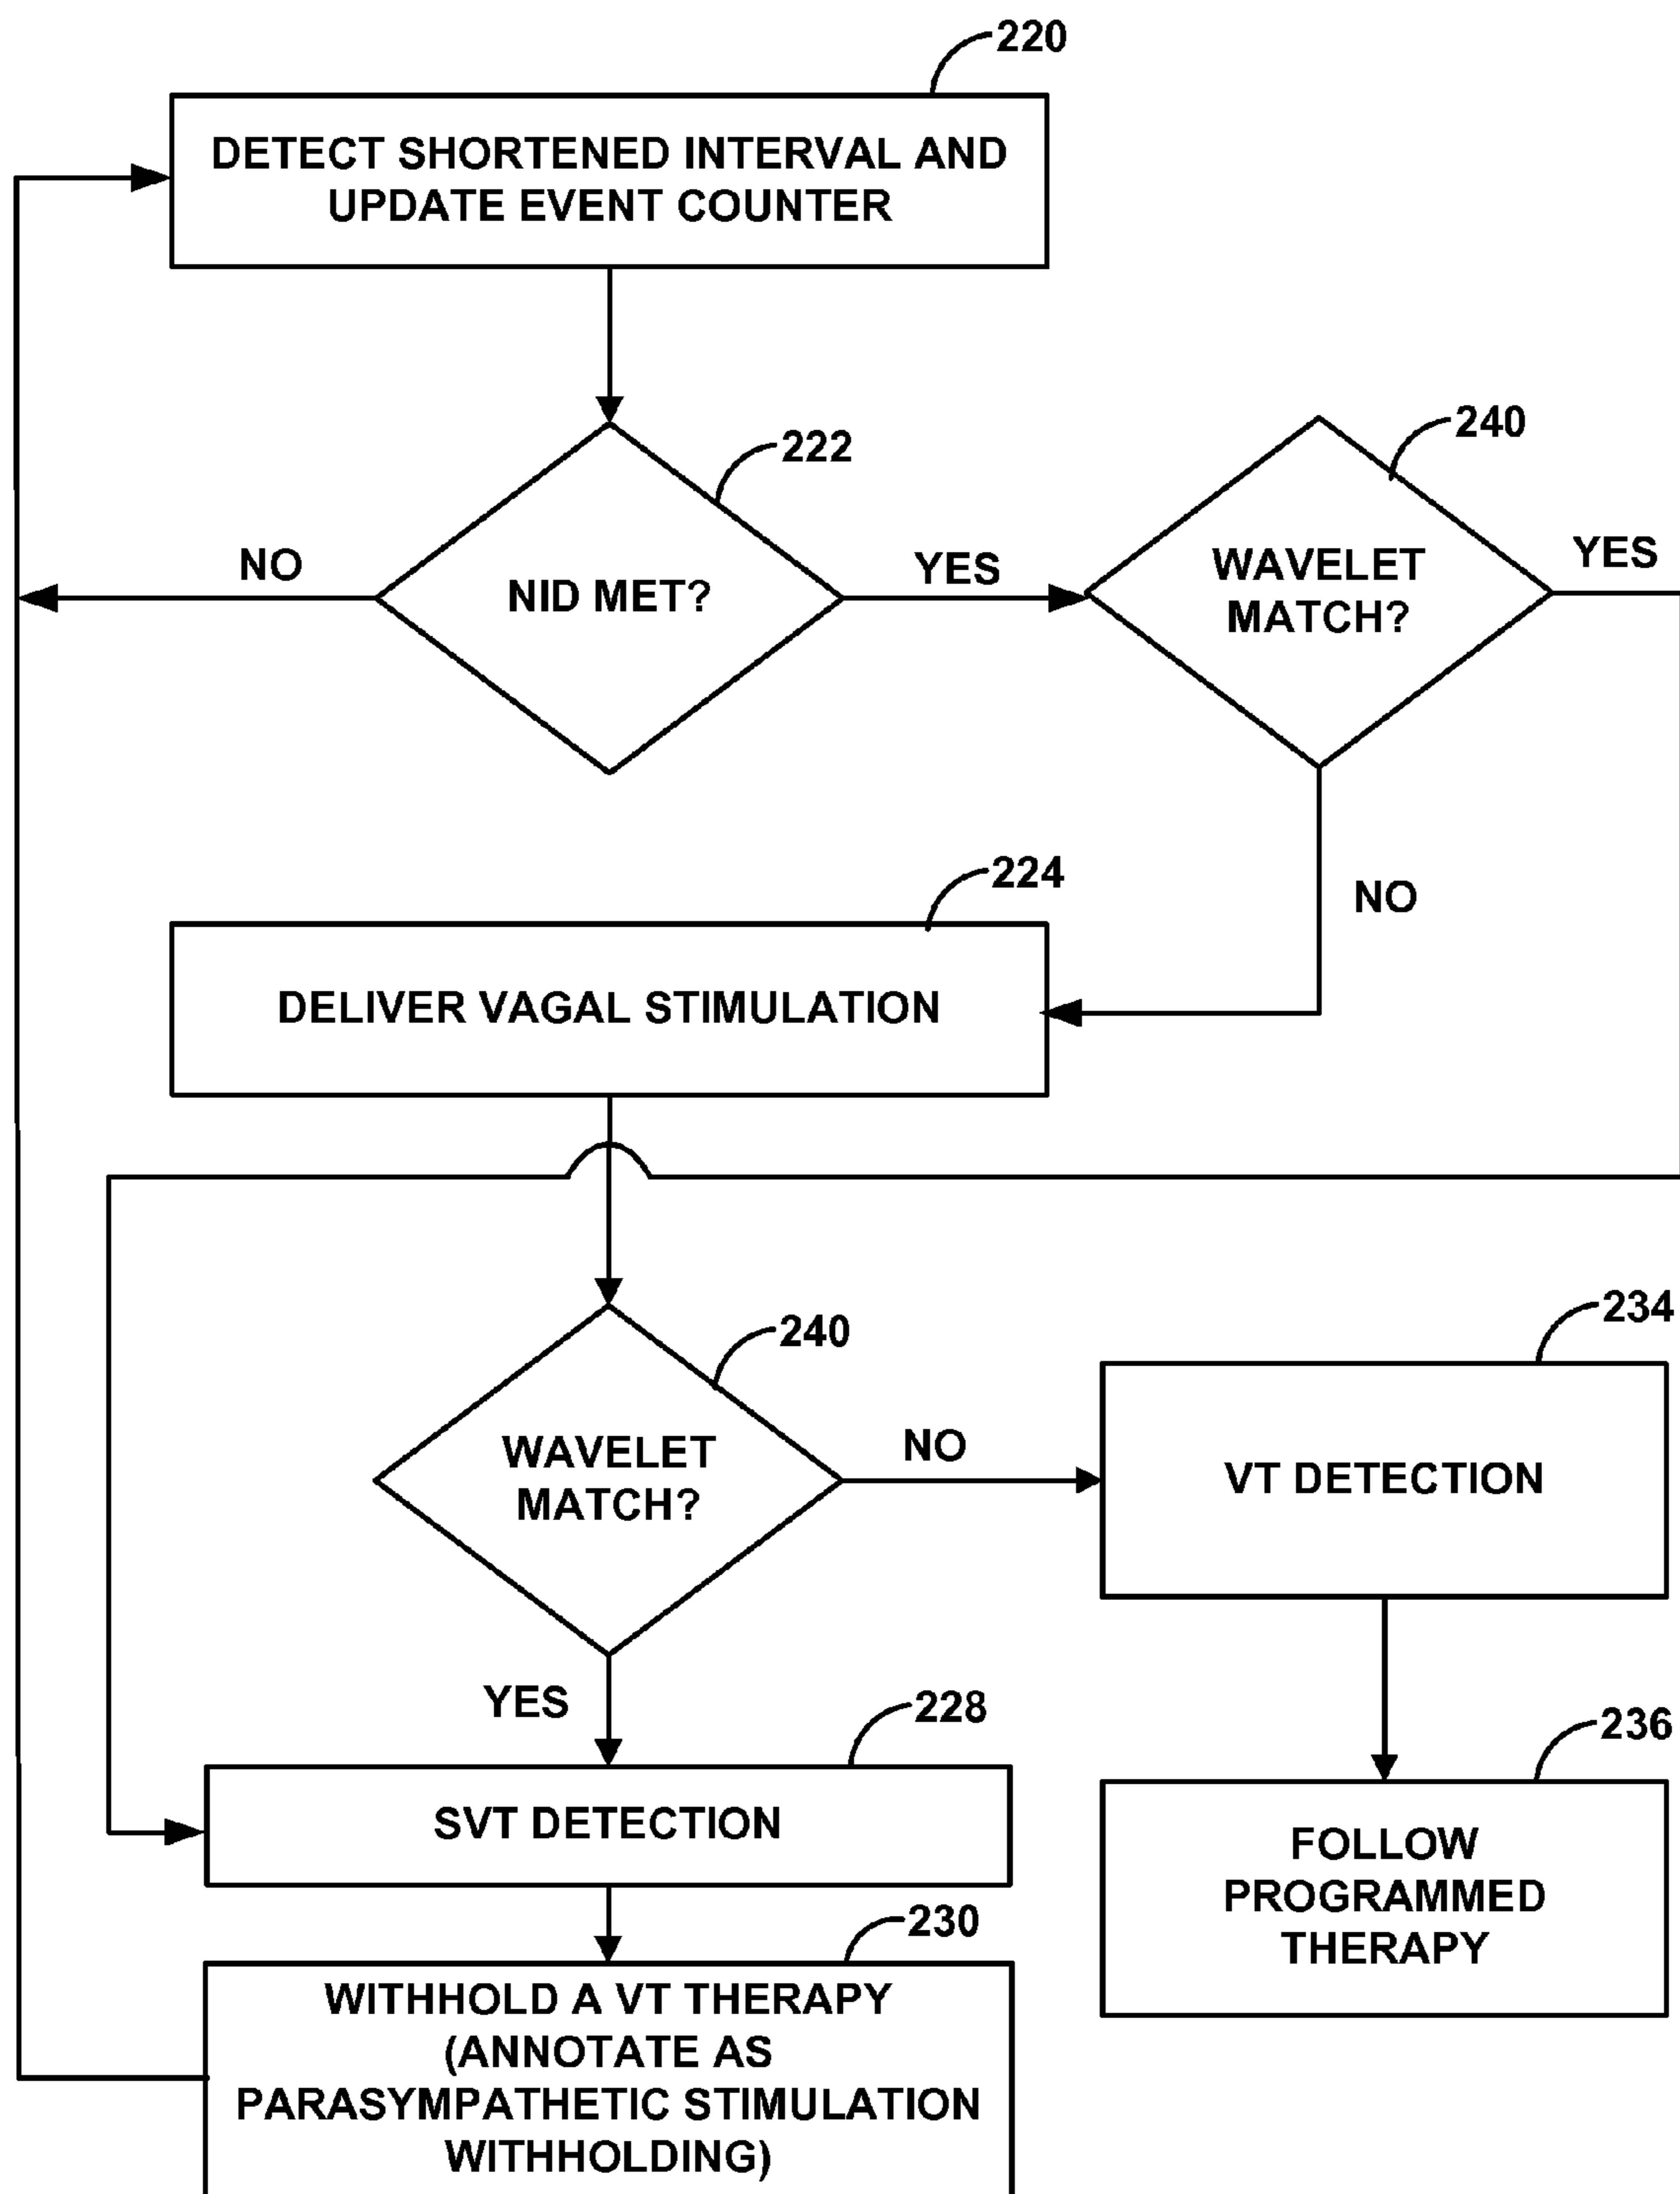 220
DETECT SHORTENED INTERVAL AND
UPDATE EVENT COUNTER
222
240
NO
NID MET?
YES
WAVELET
MATCH?
YES
224
NO
DELIVER VAGAL STIMULATION
240
234
WAVELET
MATCH?
NO
VT DETECTION
YES
228
236
SVT DETECTION
FOLLOW
PROGRAMMED
THERAPY
230
WITHHOLD A VT THERAPY
(ANNOTATE AS
PARASYMPATHETIC STIMULATION
WITHHOLDING)